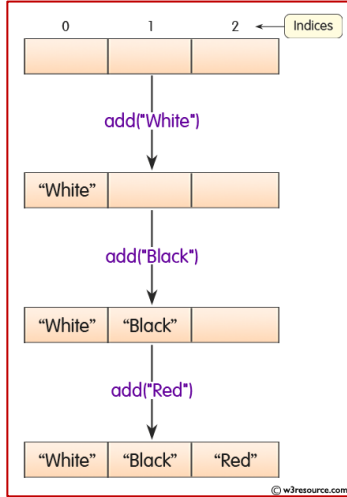 0 1 2 Indices
add("White")
“White”
add("Black")
“White” “Black”
add("Red")
“White” “Black” “Red”
© w3resource.com